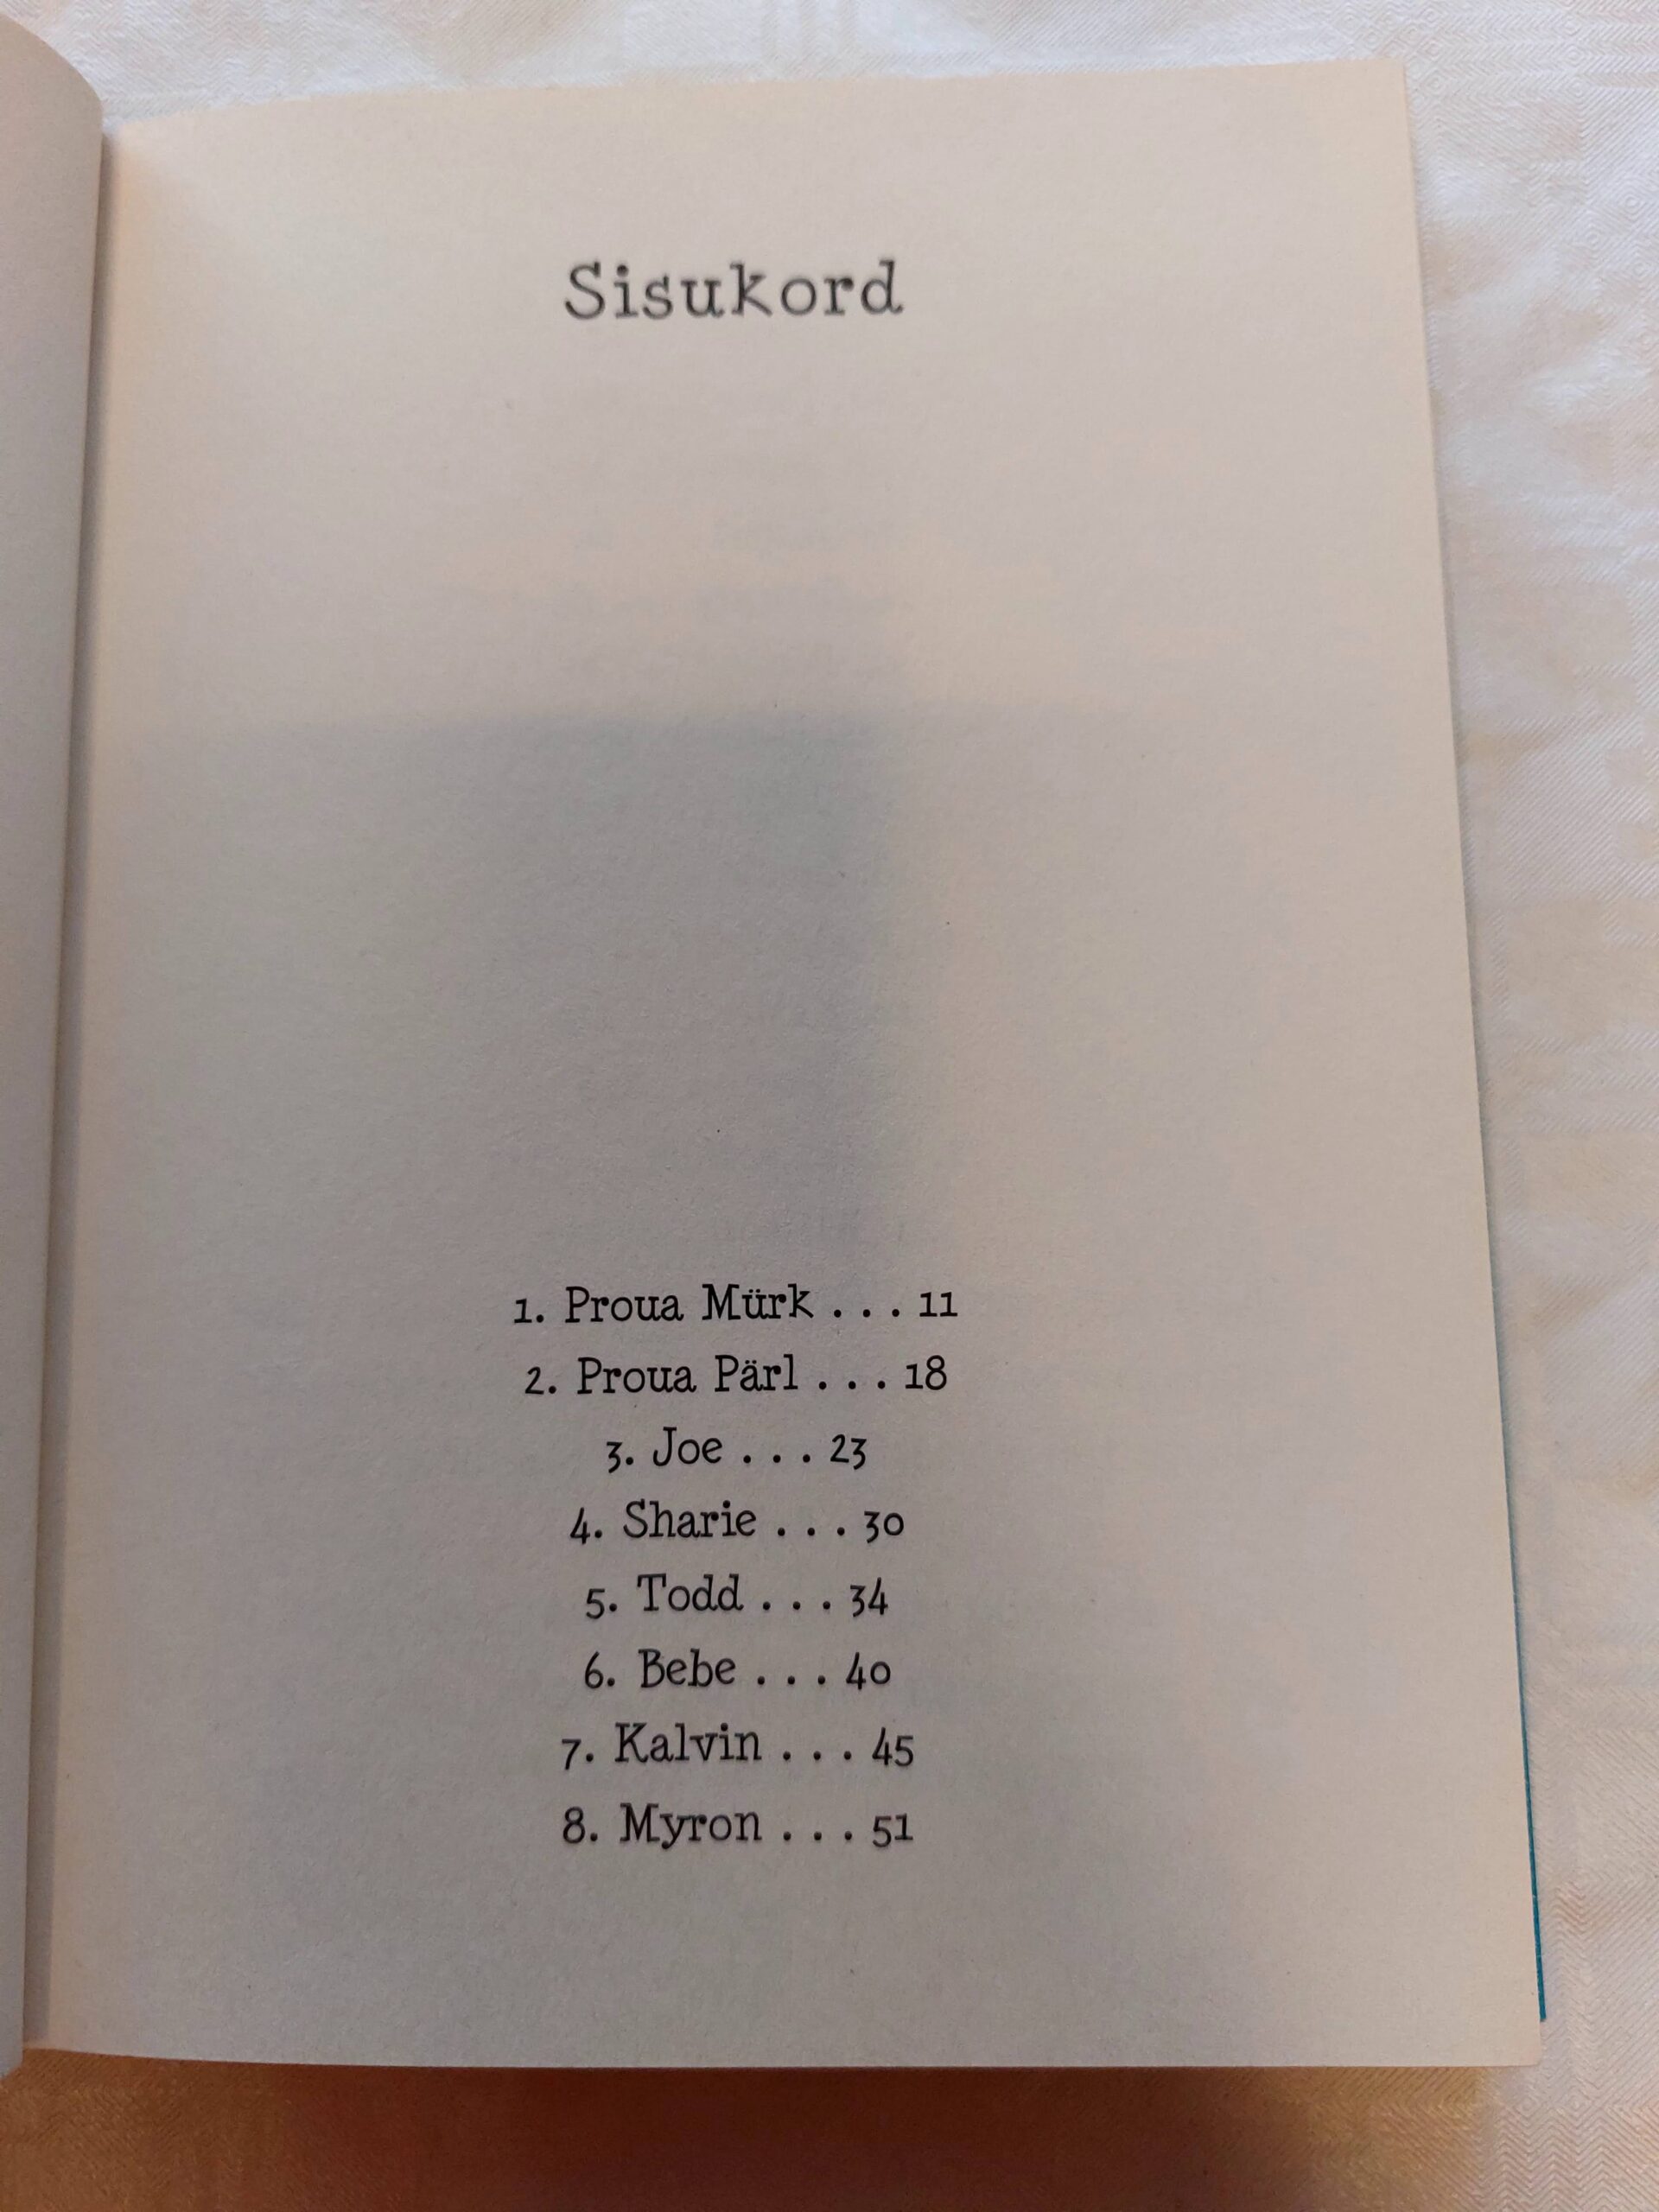 Sisukord
1. Proua Mürk . . . 11
2. Proua Pärl . . . 18
3. Joe . . . 23
4. Sharie . . . 30
5. Todd . . . 34
6. Bebe . . . 40
7. Kalvin . . . 45
8. Myron . . . 51